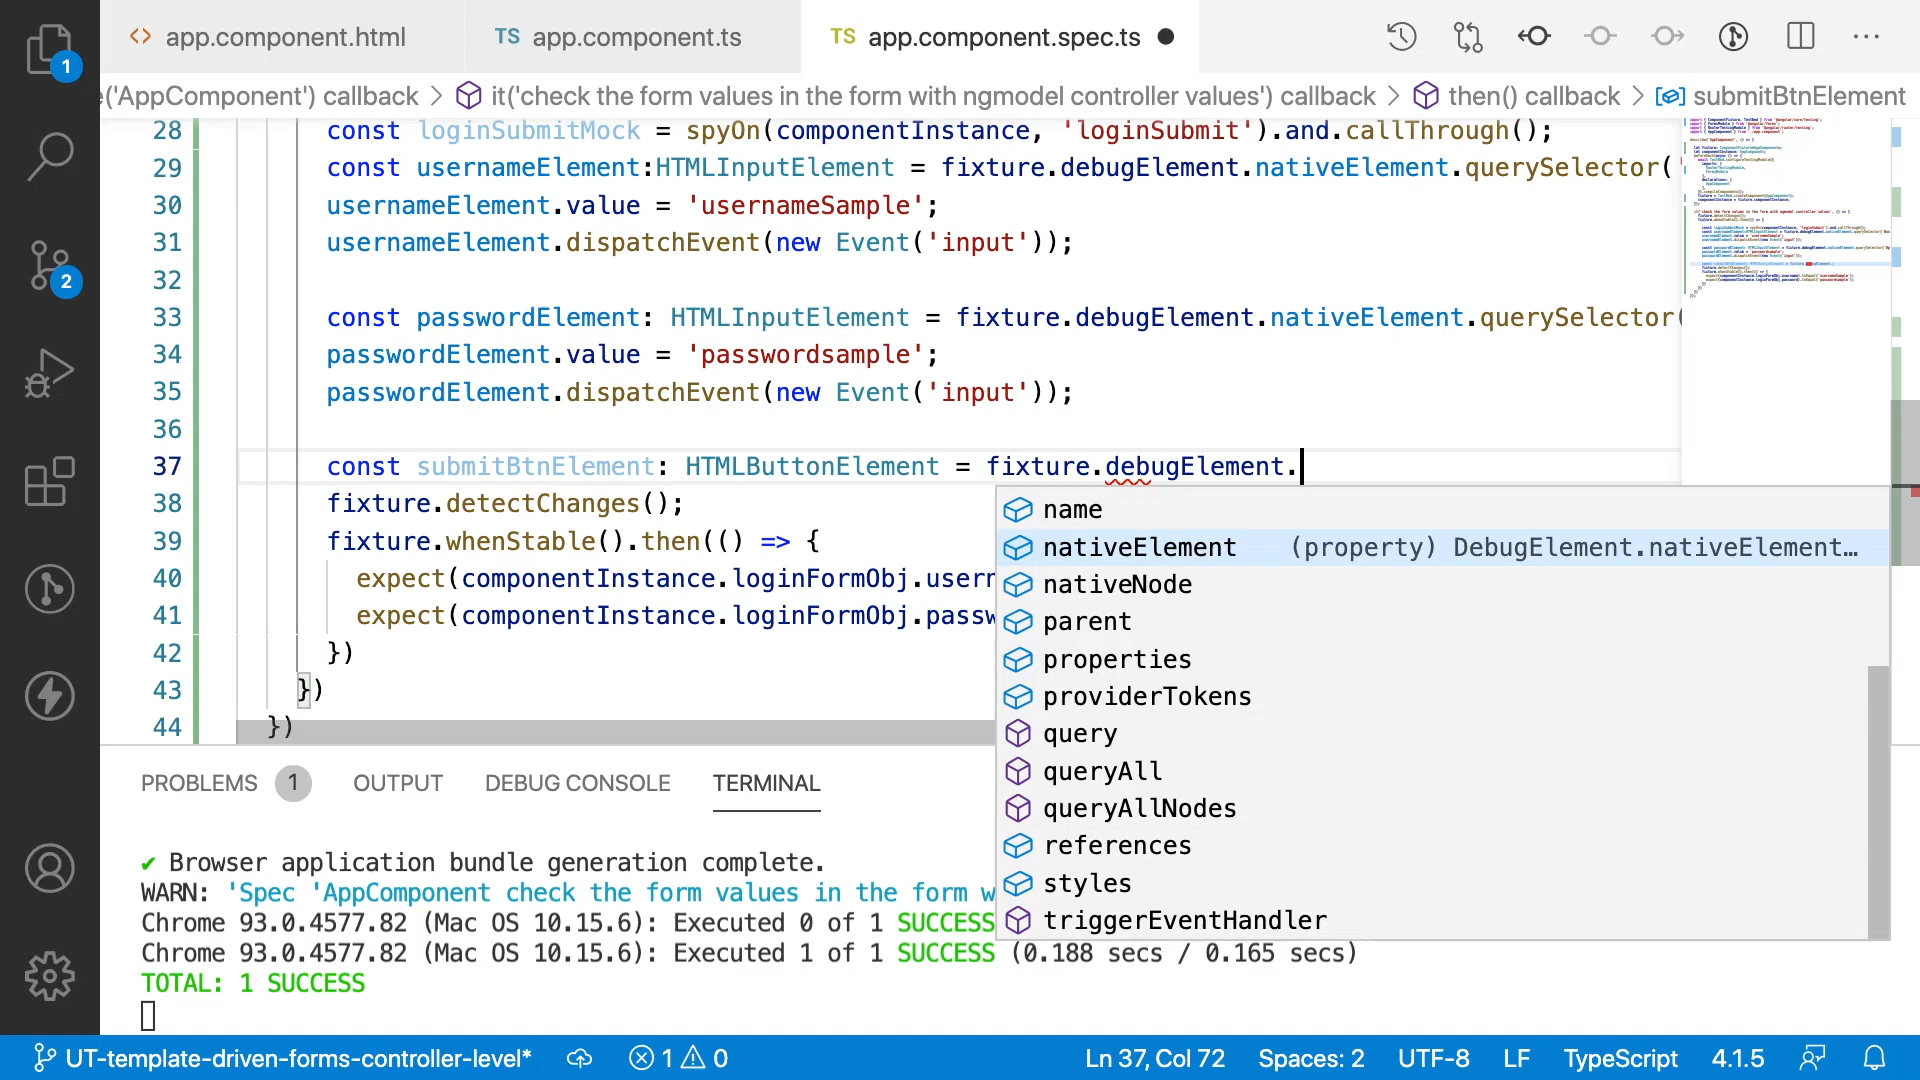 app.component.html
TS app.component.ts
TS app.component.spec.ts
1
('AppComponent') callback > it('check the form values in the form with ngmodel controller values') callback > then() callback > submitBtnElement
28 const loginSubmitMock = spyOn(componentInstance, 'loginSubmit').and.callThrough();
29 const usernameElement:HTMLInputElement = fixture.debugElement.nativeElement.querySelector(
30 usernameElement.value = 'usernameSample';
31 usernameElement.dispatchEvent(new Event('input'));
32
33 const passwordElement: HTMLInputElement = fixture.debugElement.nativeElement.querySelector(
34 passwordElement.value = 'passwordsample';
35 passwordElement.dispatchEvent(new Event('input'));
36
37 const submitBtnElement: HTMLButtonElement = fixture.debugElement.
38 fixture.detectChanges();
39 fixture.whenStable().then(() => {
40 expect(componentInstance.loginFormObj.usern
41 expect(componentInstance.loginFormObj.passw
42 })
43 })
44 })
2
name
nativeElement (property) DebugElement.nativeElement…
nativeNode
parent
properties
providerTokens
query
queryAll
queryAllNodes
references
styles
triggerEventHandler
PROBLEMS 1 OUTPUT DEBUG CONSOLE TERMINAL
✔ Browser application bundle generation complete.
WARN: 'Spec 'AppComponent check the form values in the form w
Chrome 93.0.4577.82 (Mac OS 10.15.6): Executed 0 of 1 SUCCESS
Chrome 93.0.4577.82 (Mac OS 10.15.6): Executed 1 of 1 SUCCESS (0.188 secs / 0.165 secs)
TOTAL: 1 SUCCESS
UT-template-driven-forms-controller-level* 1 0 Ln 37, Col 72 Spaces: 2 UTF-8 LF TypeScript 4.1.5